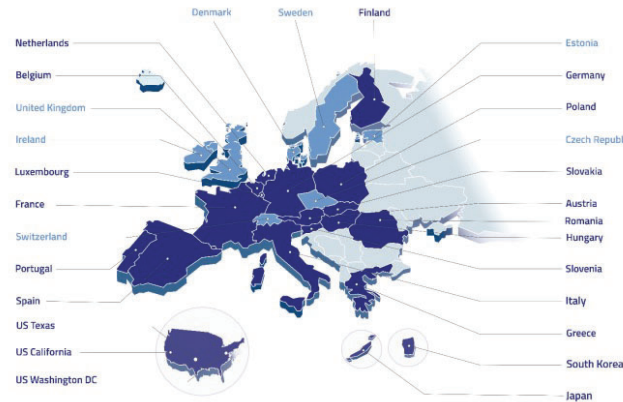 Denmark
Sweden
Finland
Netherlands
Belgium
United Kingdom
Ireland
Luxembourg
France
Switzerland
Portugal
Spain
US Texas
US California
US Washington DC
Estonia
Germany
Poland
Czech Republ
Slovakia
Austria
Romania
Hungary
Slovenia
Italy
Greece
South Korea
Japan